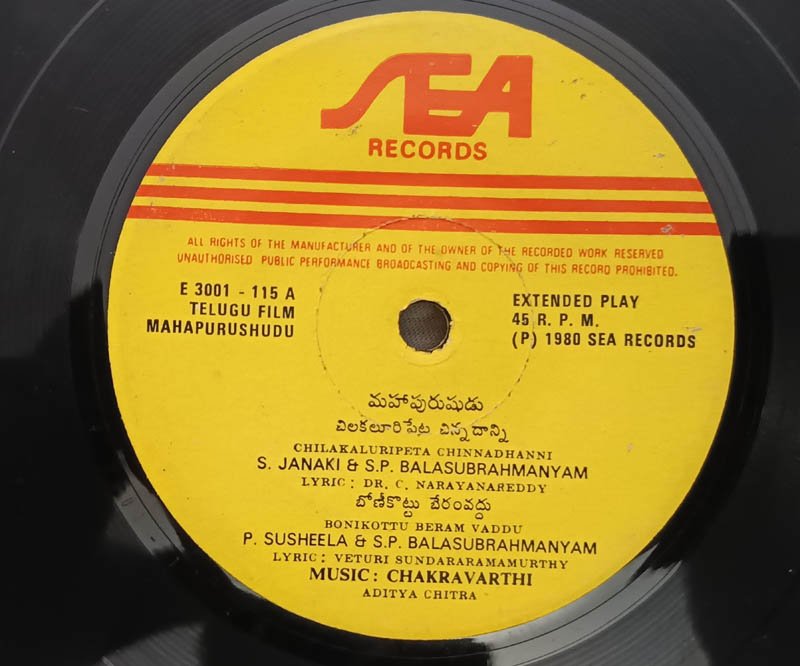 SEA
RECORDS
ALL RIGHTS OF THE MANUFACTURER AND OF THE OWNER OF THE RECORDED WORK RESERVED
UNAUTHORISED PUBLIC PERFORMANCE BROADCASTING AND COPYING OF THIS RECORD PROHIBITED.
E 3001 - 115 A
TELUGU FILM
MAHAPURUSHUDU
EXTENDED PLAY
45 R. P. M.
(P) 1980 SEA RECORDS
మహాపురుషుడు
చిలకలూరిపేట చిన్నదాన్ని
CHILAKALURIPETA CHINNADHANNI
S. JANAKI & S.P. BALASUBRAHMANYAM
LYRIC : DR. C. NARAYANAREDDY
బోణీకొట్టు బేరంవద్దు
BONIKOTTU BERAM VADDU
P. SUSHEELA & S.P. BALASUBRAHMANYAM
LYRIC : VETURI SUNDARARAMAMURTHY
MUSIC : CHAKRAVARTHI
ADITYA CHITRA